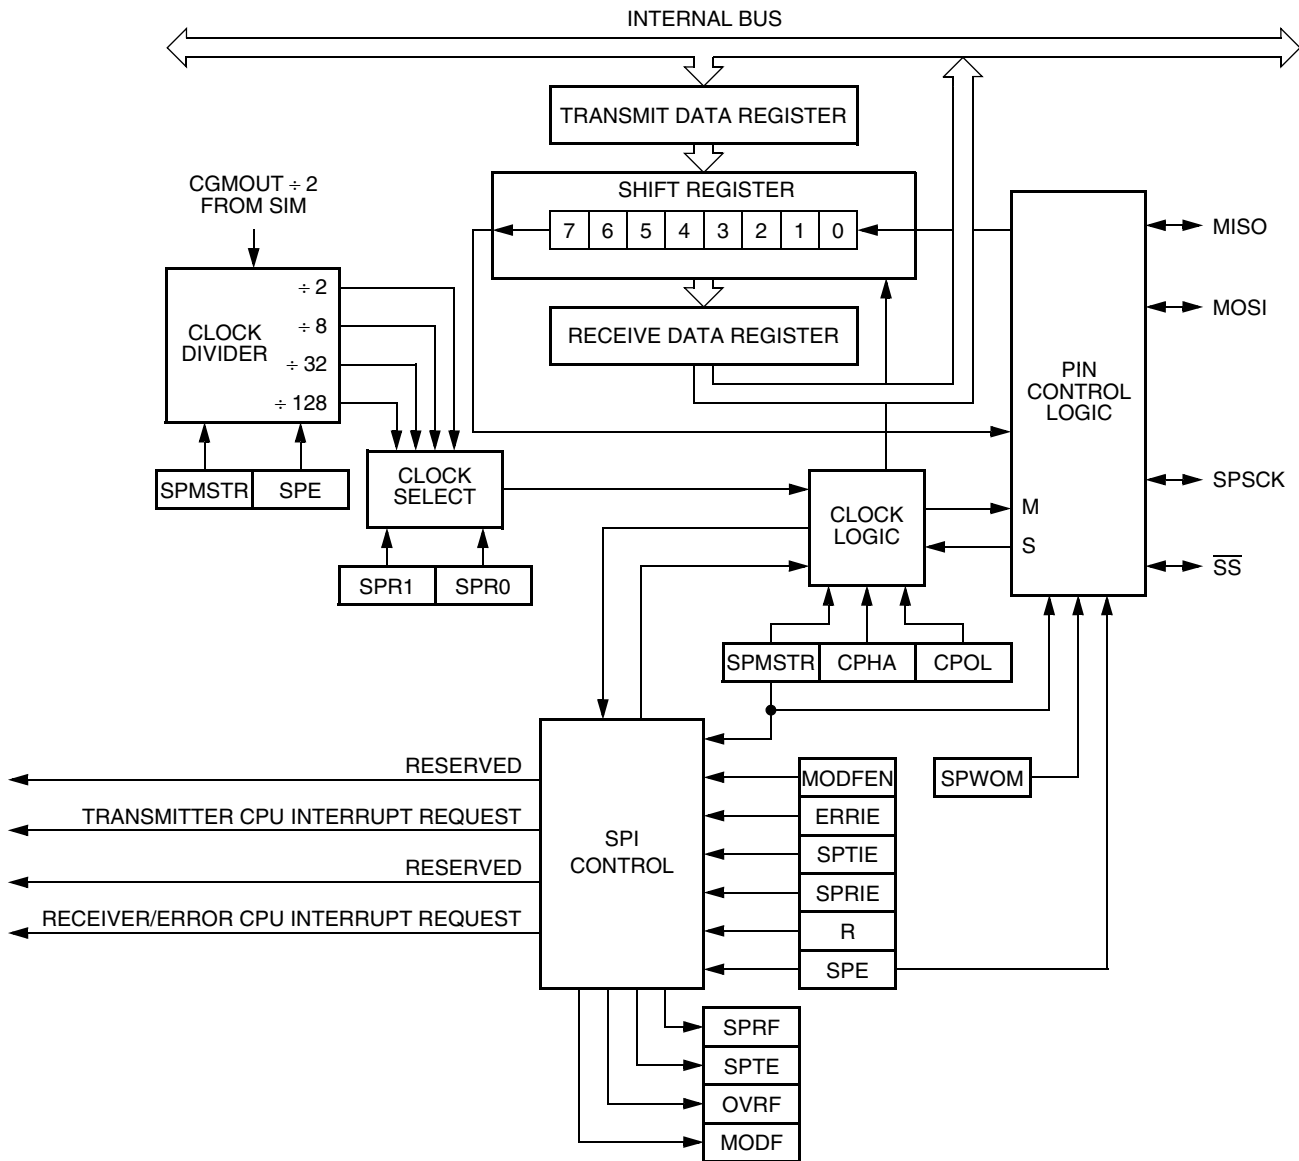 INTERNAL BUS
TRANSMIT DATA REGISTER
SHIFT REGISTER
7 6 5 4 3 2 1 0
RECEIVE DATA REGISTER
CGMOUT ÷ 2
FROM SIM
CLOCK
DIVIDER
÷ 2
÷ 8
÷ 32
÷ 128
SPMSTR SPE
CLOCK
SELECT
SPR1 SPR0
CLOCK
LOGIC
PIN
CONTROL
LOGIC
M
S
MISO
MOSI
SPSCK
SS
SPMSTR CPHA CPOL
SPWOM
RESERVED
TRANSMITTER CPU INTERRUPT REQUEST
RESERVED
RECEIVER/ERROR CPU INTERRUPT REQUEST
SPI
CONTROL
MODFEN
ERRIE
SPTIE
SPRIE
R
SPE
SPRF
SPTE
OVRF
MODF